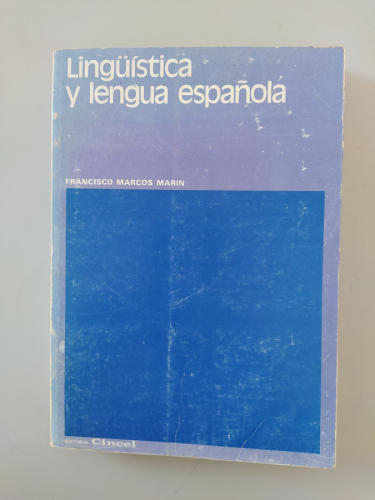 Lingüística
y lengua española
FRANCISCO MARCOS MARIN
EDITORIAL Cincel